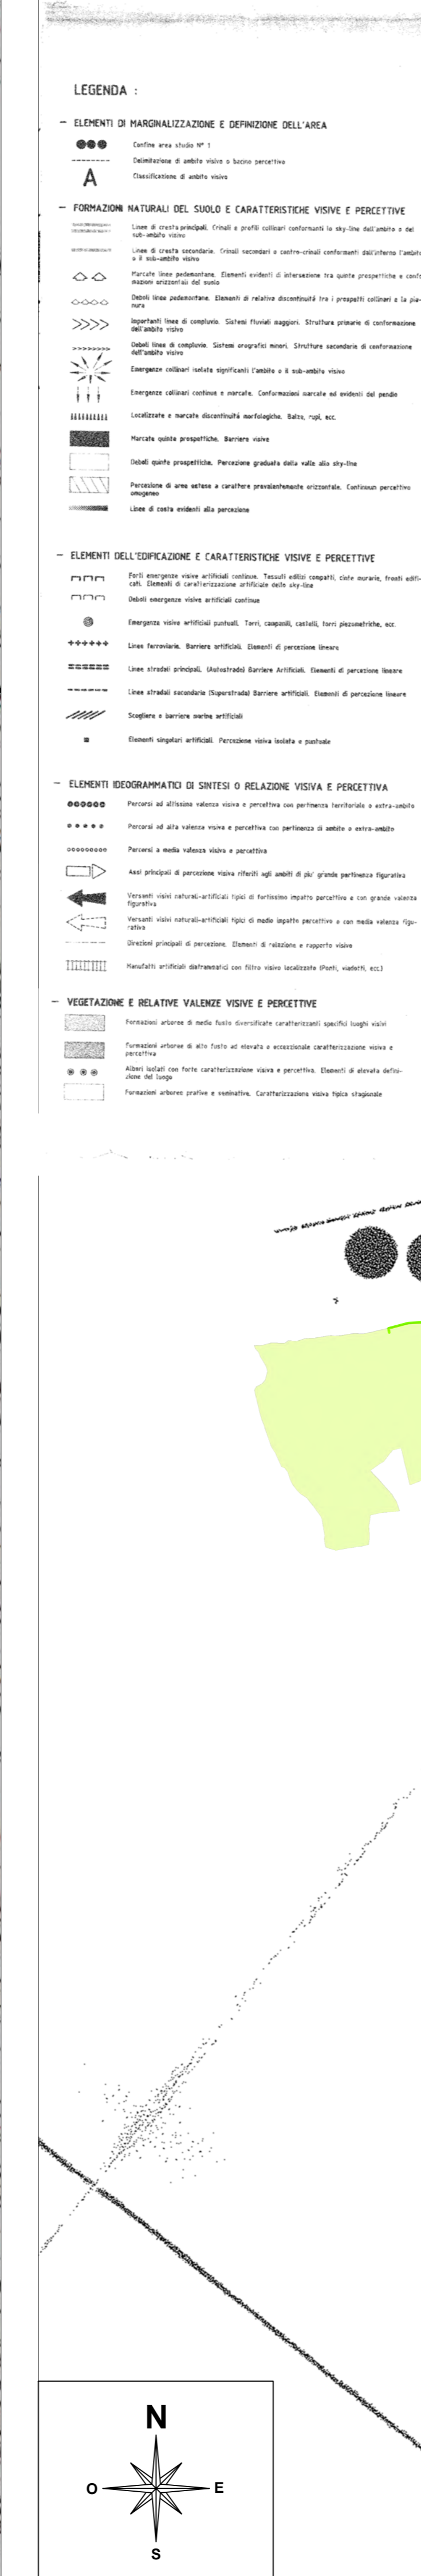 LEGENDA :
– ELEMENTI DI MARGINALIZZAZIONE E DEFINIZIONE DELL'AREA
Confine area studio N° 1
Delimitazione di ambito visivo o bacino percettivo
A Classificazione di ambito visivo
– FORMAZIONI NATURALI DEL SUOLO E CARATTERISTICHE VISIVE E PERCETTIVE
Linee di cresta principali. Crinali e profili collinari conformanti lo sky-line dell'ambito o del
sub-ambito visivo
Linee di cresta secondarie. Crinali secondari o contro-crinali conformanti dall'interno l'ambito
o il sub-ambito visivo
Marcate linee pedemontane. Elementi evidenti di intersezione tra quinte prospettiche e
mazioni orizzontali del suolo
Deboli linee pedemontane. Elementi di relativa discontinuità tra i prospetti collinari e la pia-
nura
Importanti linee di compluvio. Sistemi fluviali maggiori. Strutture primarie di conformazione
dell'ambito visivo
Deboli linee di compluvio. Sistemi orografici minori. Strutture secondarie di conformazione
dell'ambito visivo
Emergenze collinari isolate significanti l'ambito o il sub-ambito visivo
Emergenze collinari continue e marcate. Conformazioni marcate ed evidenti del pendio
Localizzate e marcate discontinuità morfologiche. Balze, rupi, ecc.
Marcate quinte prospettiche. Barriere visive
Deboli quinte prospettiche. Percezione graduata dalla valle allo sky-line
Percezione di aree estese a carattere prevalentemente orizzontale. Continuum percettivo
omogeneo
Linee di costa evidenti alla percezione
– ELEMENTI DELL'EDIFICAZIONE E CARATTERISTICHE VISIVE E PERCETTIVE
Forti emergenze visive artificiali continue. Tessuti edilizi compatti, cinte murarie, fronti edifi-
cati. Elementi di caratterizzazione artificiale dello sky-line
Deboli emergenze visive artificiali continue
Emergenze visive artificiali puntuali. Torri, campanili, castelli, torri piezometriche, ecc.
Linee ferroviarie. Barriere artificiali. Elementi di percezione lineare
Linee stradali principali. (Autostrade) Barriere Artificiali. Elementi di percezione lineare
Linee stradali secondarie (Superstrada) Barriere artificiali. Elementi di percezione lineare
Scogliere o barriere marine artificiali
Elementi singolari artificiali. Percezione visiva isolata e puntuale
– ELEMENTI IDEOGRAMMATICI DI SINTESI O RELAZIONE VISIVA E PERCETTIVA
Percorsi ad altissima valenza visiva e percettiva con pertinenza territoriale o extra-ambito
Percorsi ad alta valenza visiva e percettiva con pertinenza di ambito o extra-ambito
Percorsi a media valenza visiva e percettiva
Assi principali di percezione visiva riferiti agli ambiti di piu' grande pertinenza figurativa
Versanti visivi naturali-artificiali tipici di fortissimo impatto percettivo e con grande valenza
figurativa
Versanti visivi naturali-artificiali tipici di medio impatto percettivo e con media valenza figu-
rativa
Direzioni principali di percezione. Elementi di relazione e rapporto visivo
Manufatti artificiali diaframmatici con filtro visivo localizzato (Ponti, viadotti, ecc.)
– VEGETAZIONE E RELATIVE VALENZE VISIVE E PERCETTIVE
Formazioni arboree di medio fusto diversificate caratterizzanti specifici luoghi visivi
Formazioni arboree di alto fusto ad elevata o eccezionale caratterizzazione visiva e
percettiva
Alberi isolati con forte caratterizzazione visiva e percettiva. Elementi di elevata defini-
zione del luogo
Formazioni arboree prative e seminative. Caratterizzazione visiva tipica stagionale
N
O E
S